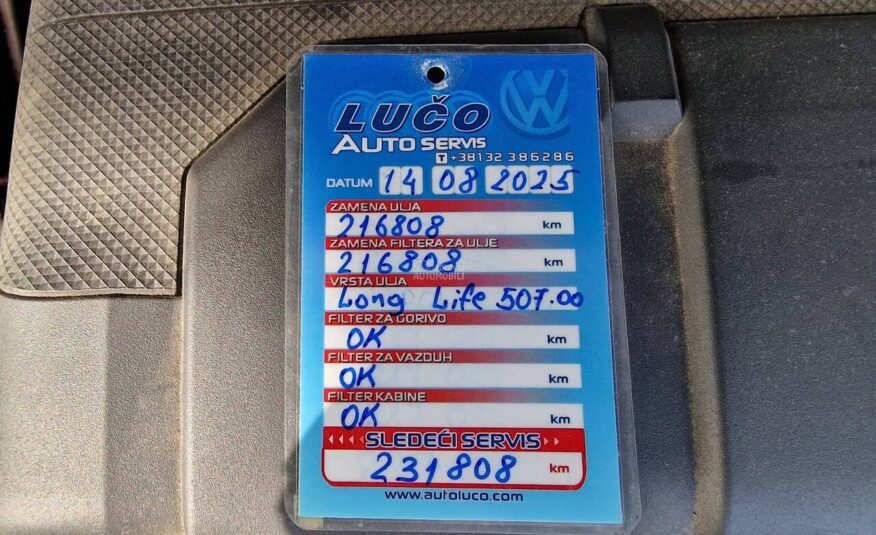 LUČO
AUTO SERVIS
T +38132 386286
DATUM 14 08 2025
ZAMENA ULJA
216808 km
ZAMENA FILTERA ZA ULJE
216808 km
AUTOMOBILI
VRSTA ULJA
Long Life 507.00
FILTER ZA GORIVO
OK km
FILTER ZA VAZDUH
OK km
FILTER KABINE
OK km
SLEDEĆI SERVIS
231808 km
www.autoluco.com